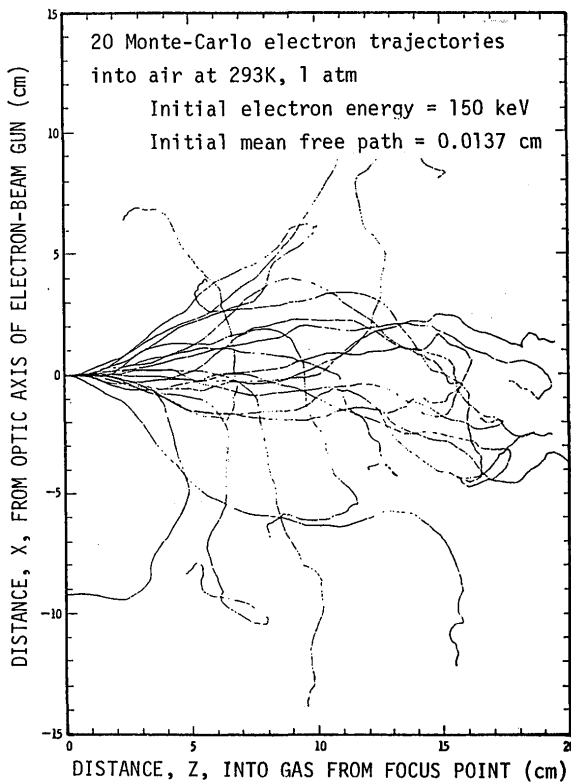 20 Monte-Carlo electron trajectories
into air at 293K, 1 atm
Initial electron energy = 150 keV
Initial mean free path = 0.0137 cm
DISTANCE, X, FROM OPTIC AXIS OF ELECTRON-BEAM GUN (cm)
15
10
5
0
-5
-10
-15
0
5
10
15
20
DISTANCE, Z, INTO GAS FROM FOCUS POINT (cm)